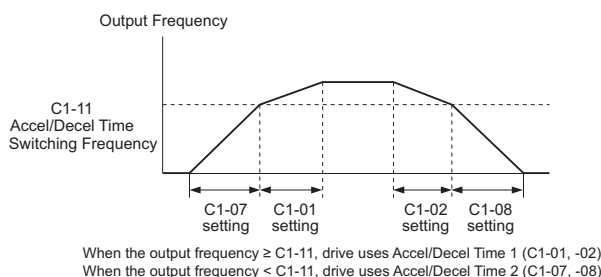 Output Frequency
C1-11
Accel/Decel Time
Switching Frequency
C1-07
setting
C1-01
setting
C1-02
setting
C1-08
setting
When the output frequency ≥ C1-11, drive uses Accel/Decel Time 1 (C1-01, -02)
When the output frequency < C1-11, drive uses Accel/Decel Time 2 (C1-07, -08)